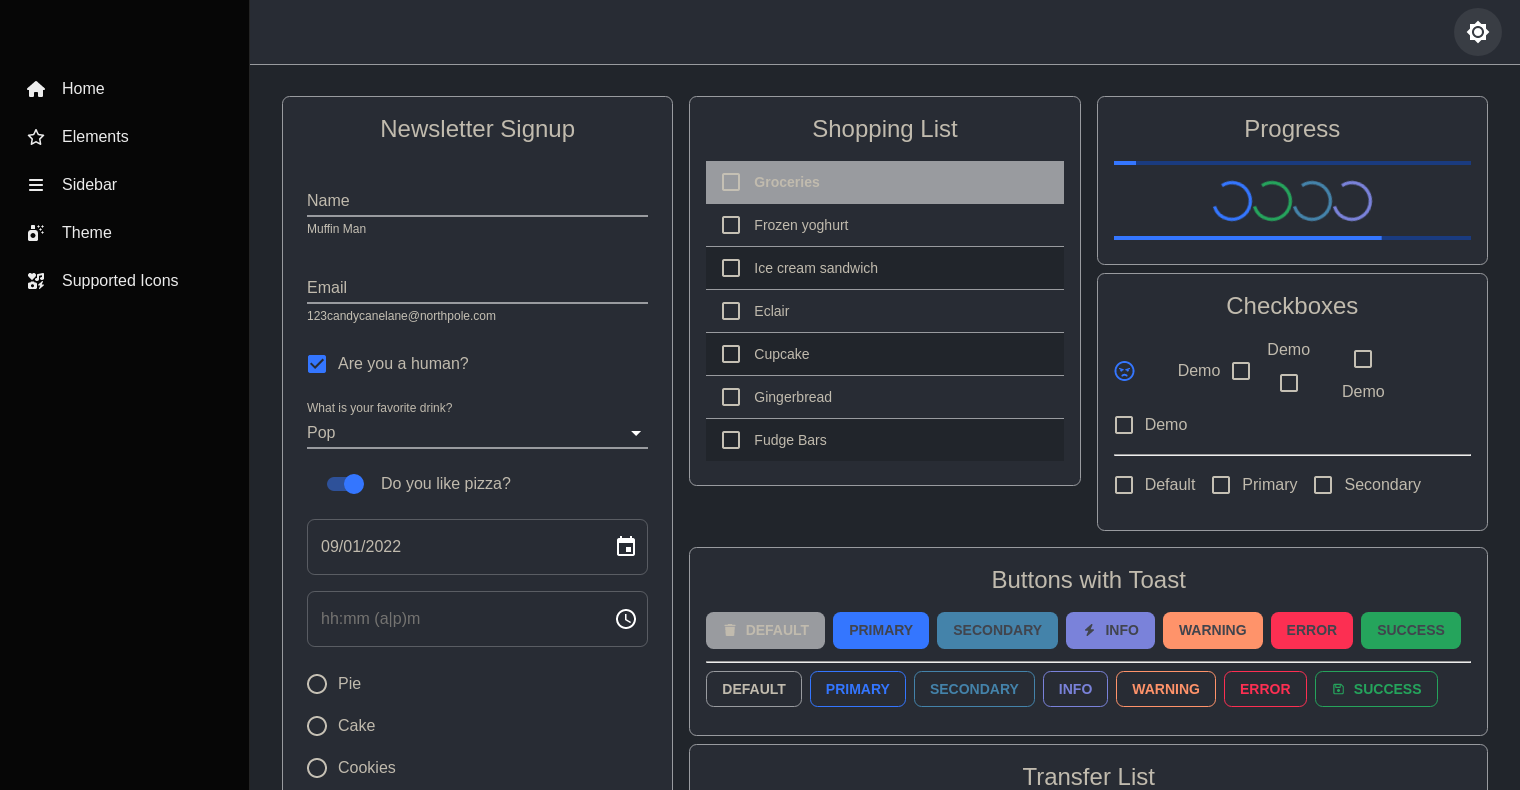 Home
Elements
Sidebar
Theme
Supported Icons
Newsletter Signup
Name
Muffin Man
Email
123candycanelane@northpole.com
Are you a human?
What is your favorite drink?
Pop
Do you like pizza?
09/01/2022
hh:mm (a|p)m
Pie
Cake
Cookies
Shopping List
Groceries
Frozen yoghurt
Ice cream sandwich
Eclair
Cupcake
Gingerbread
Fudge Bars
Progress
Checkboxes
Demo
Demo
Demo
Demo
Default Primary Secondary
Buttons with Toast
DEFAULT PRIMARY SECONDARY INFO WARNING ERROR SUCCESS
DEFAULT PRIMARY SECONDARY INFO WARNING ERROR SUCCESS
Transfer List